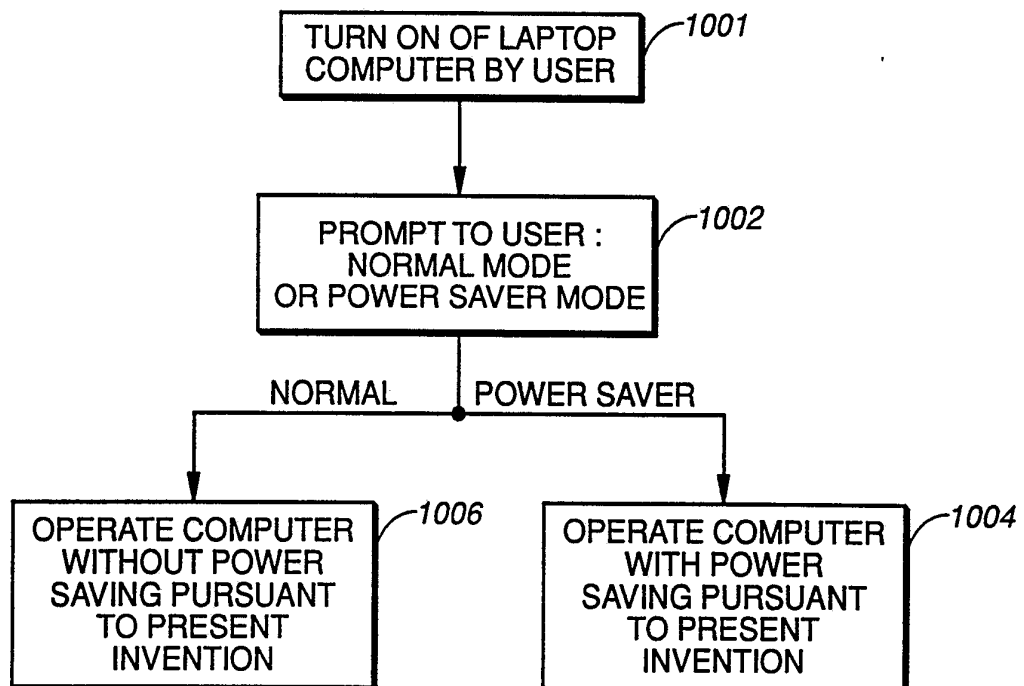 TURN ON OF LAPTOP
COMPUTER BY USER
1001
PROMPT TO USER :
NORMAL MODE
OR POWER SAVER MODE
1002
NORMAL
POWER SAVER
OPERATE COMPUTER
WITHOUT POWER
SAVING PURSUANT
TO PRESENT
INVENTION
1006
OPERATE COMPUTER
WITH POWER
SAVING PURSUANT
TO PRESENT
INVENTION
1004